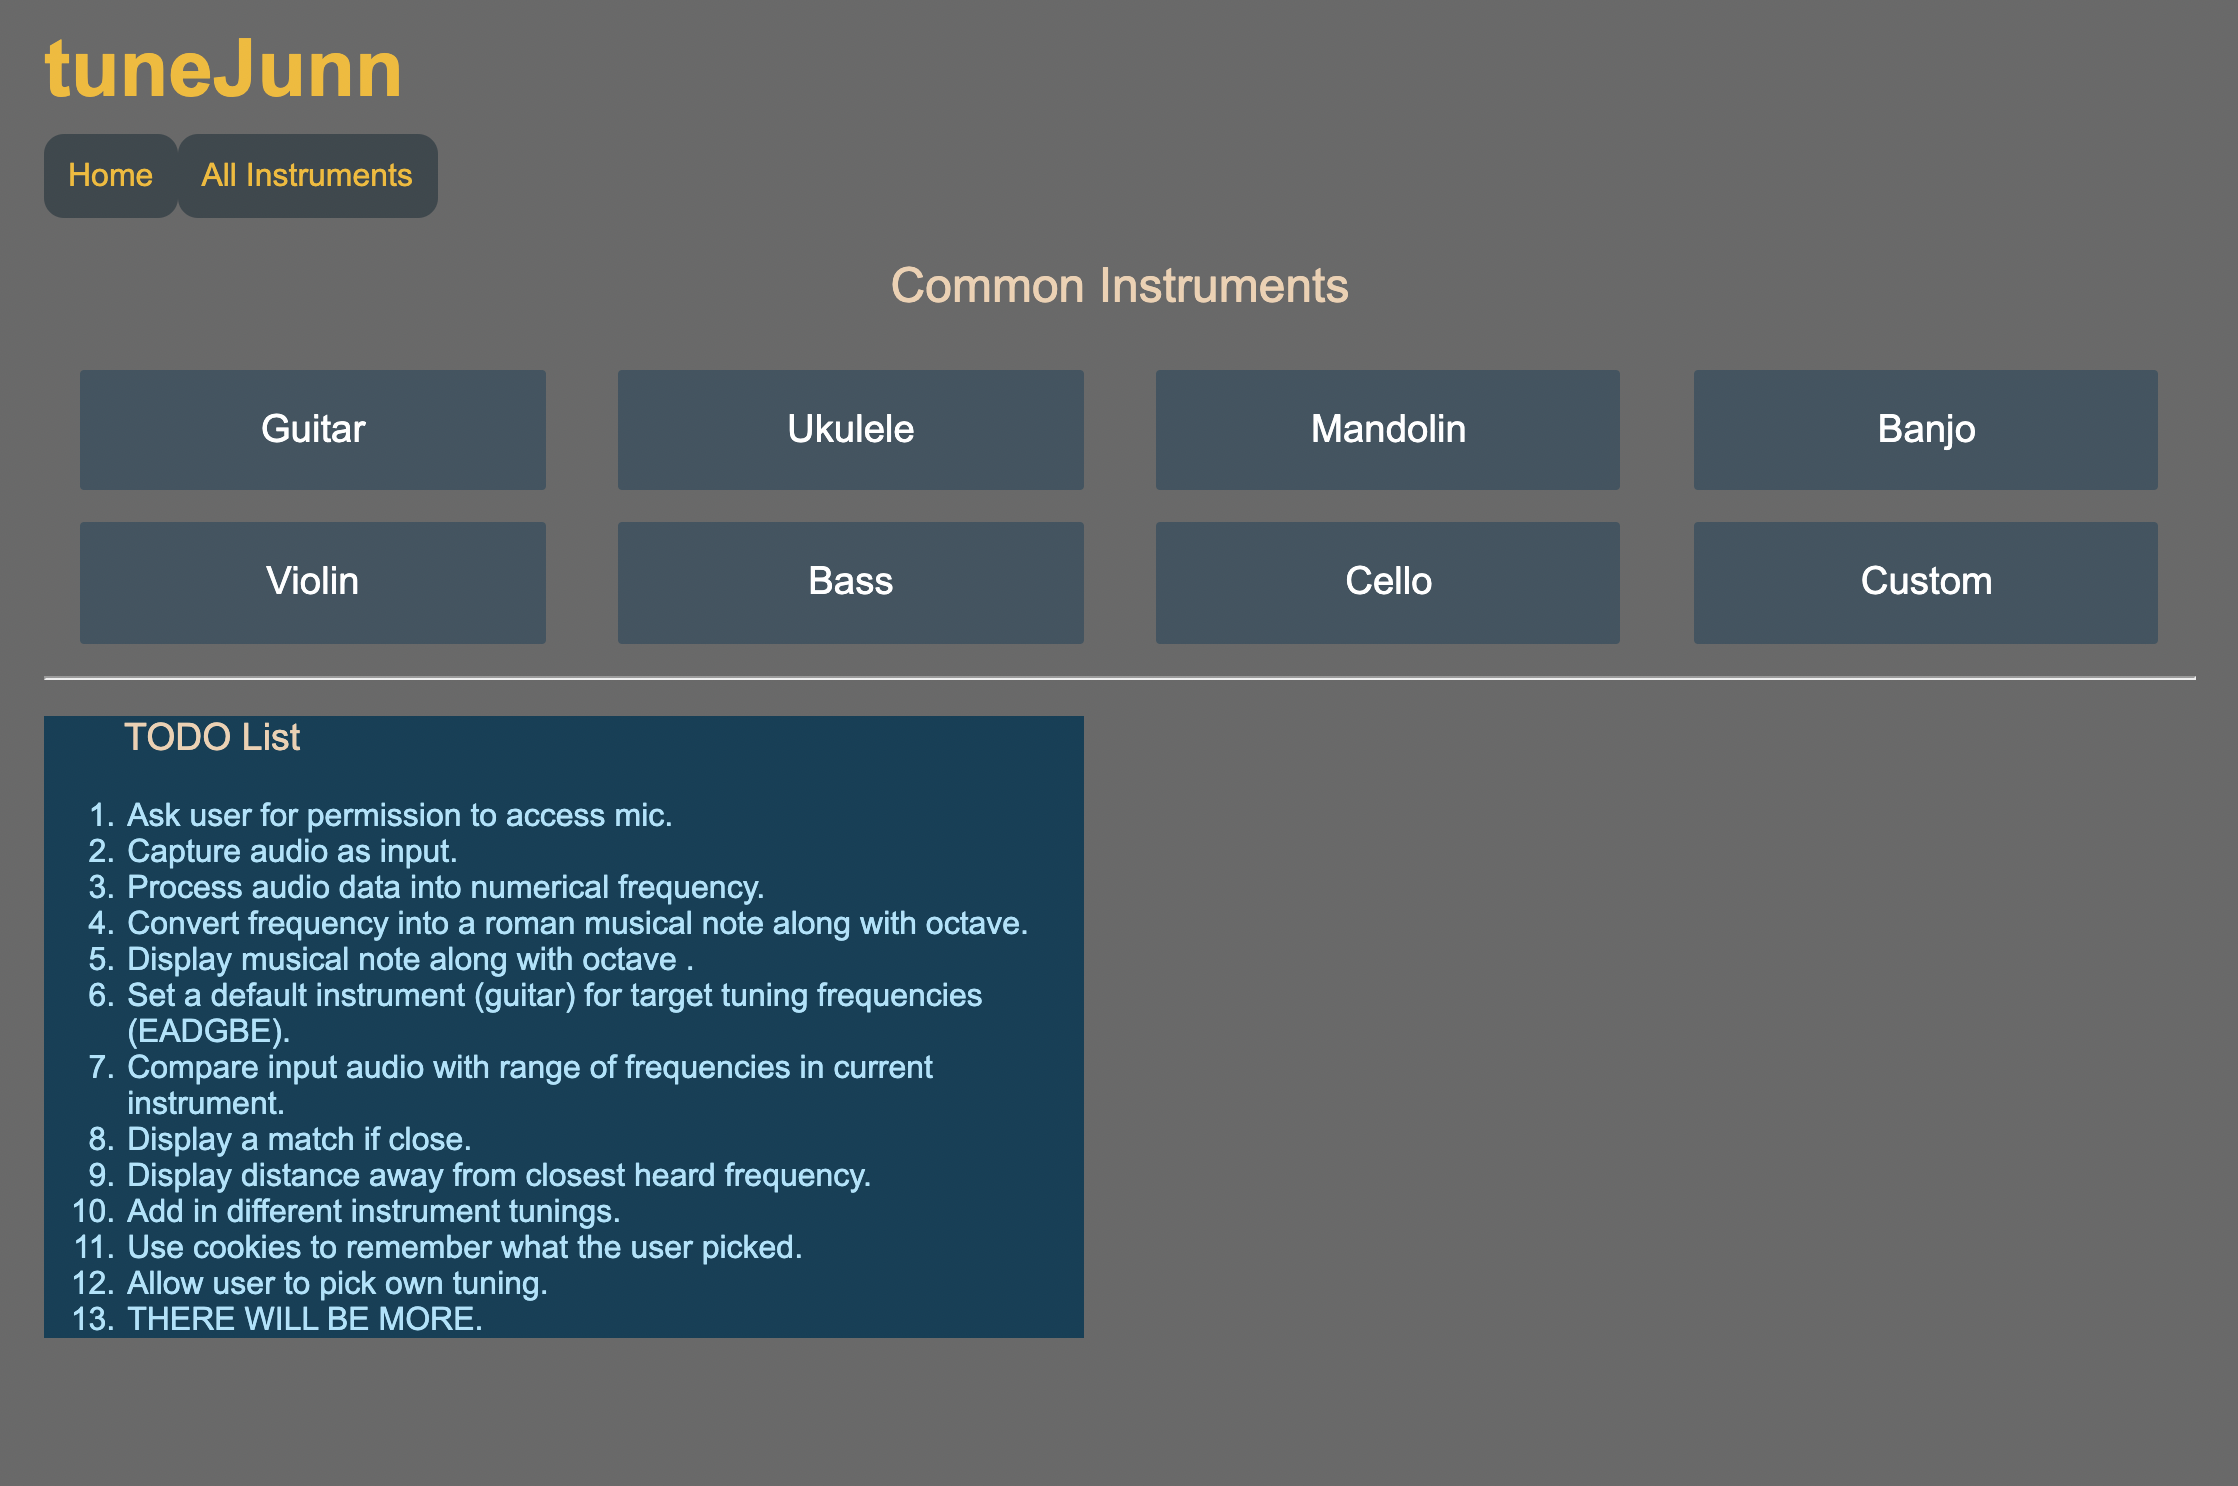 tuneJunn
Home All Instruments
Common Instruments
Guitar Ukulele Mandolin Banjo
Violin Bass Cello Custom
TODO List
1. Ask user for permission to access mic.
2. Capture audio as input.
3. Process audio data into numerical frequency.
4. Convert frequency into a roman musical note along with octave.
5. Display musical note along with octave .
6. Set a default instrument (guitar) for target tuning frequencies
(EADGBE).
7. Compare input audio with range of frequencies in current
instrument.
8. Display a match if close.
9. Display distance away from closest heard frequency.
10. Add in different instrument tunings.
11. Use cookies to remember what the user picked.
12. Allow user to pick own tuning.
13. THERE WILL BE MORE.